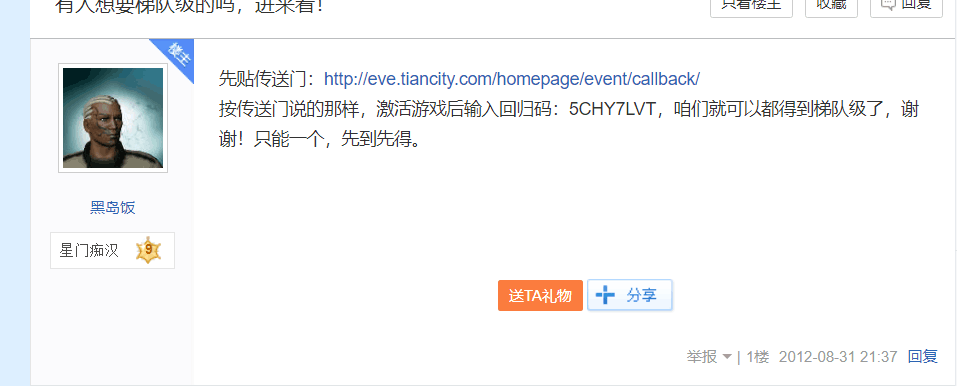 有人想要梯队级的吗，进来看！
只看楼主
收藏
回复
楼主
先贴传送门：http://eve.tiancity.com/homepage/event/callback/
按传送门说的那样，激活游戏后输入回归码：5CHY7LVT，咱们就可以都得到梯队级了，谢
谢！只能一个，先到先得。
黑岛饭
星门痴汉 9
送TA礼物
分享
举报 | 1楼 2012-08-31 21:37 回复